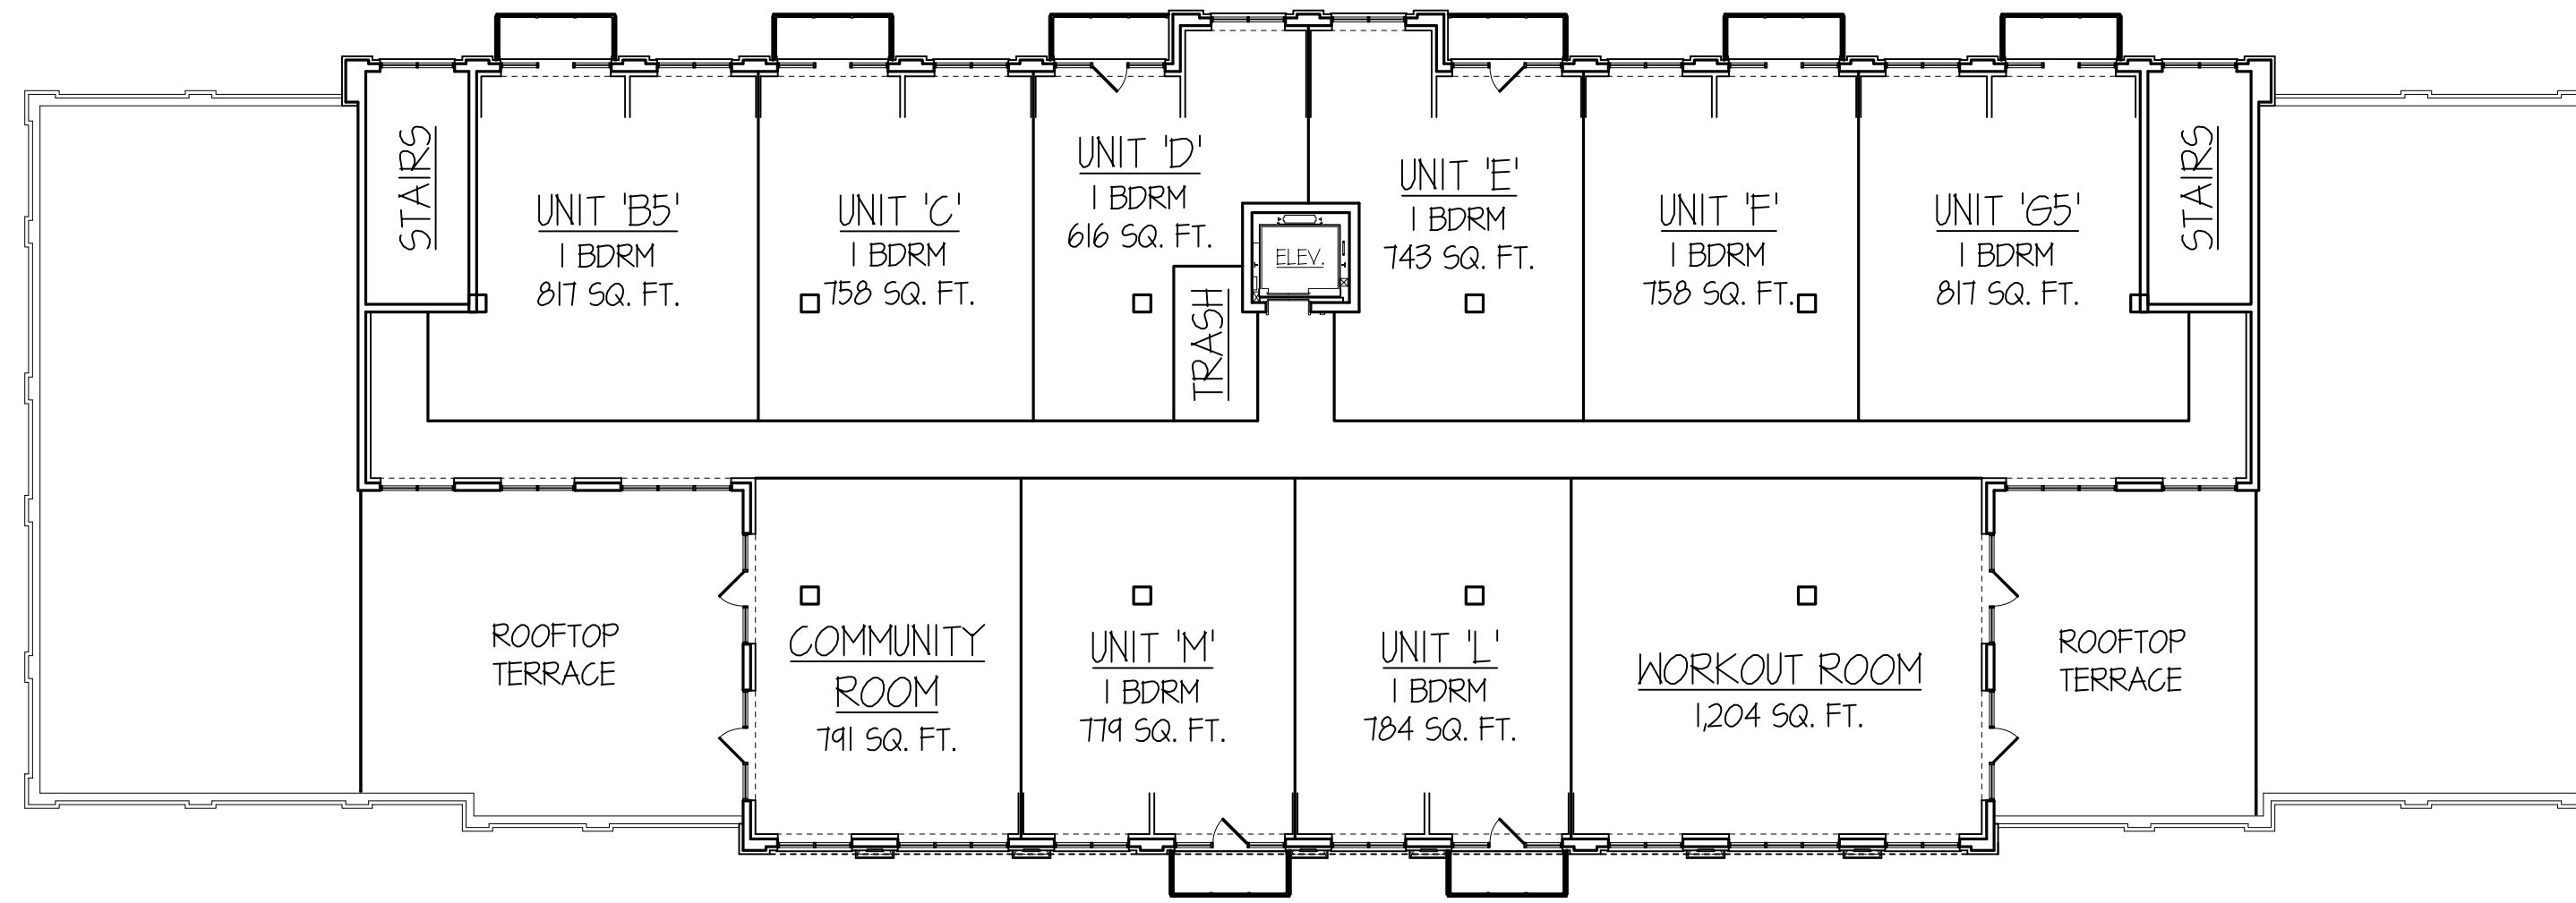 STAIRS
UNIT 'B5'
1 BDRM
817 SQ. FT.
UNIT 'C'
1 BDRM
758 SQ. FT.
UNIT 'D'
1 BDRM
616 SQ. FT.
TRASH
ELEV.
UNIT 'E'
1 BDRM
743 SQ. FT.
UNIT 'F'
1 BDRM
758 SQ. FT.
UNIT 'G5'
1 BDRM
817 SQ. FT.
STAIRS
ROOFTOP
TERRACE
COMMUNITY
ROOM
791 SQ. FT.
UNIT 'M'
1 BDRM
779 SQ. FT.
UNIT 'L'
1 BDRM
784 SQ. FT.
WORKOUT ROOM
1,204 SQ. FT.
ROOFTOP
TERRACE